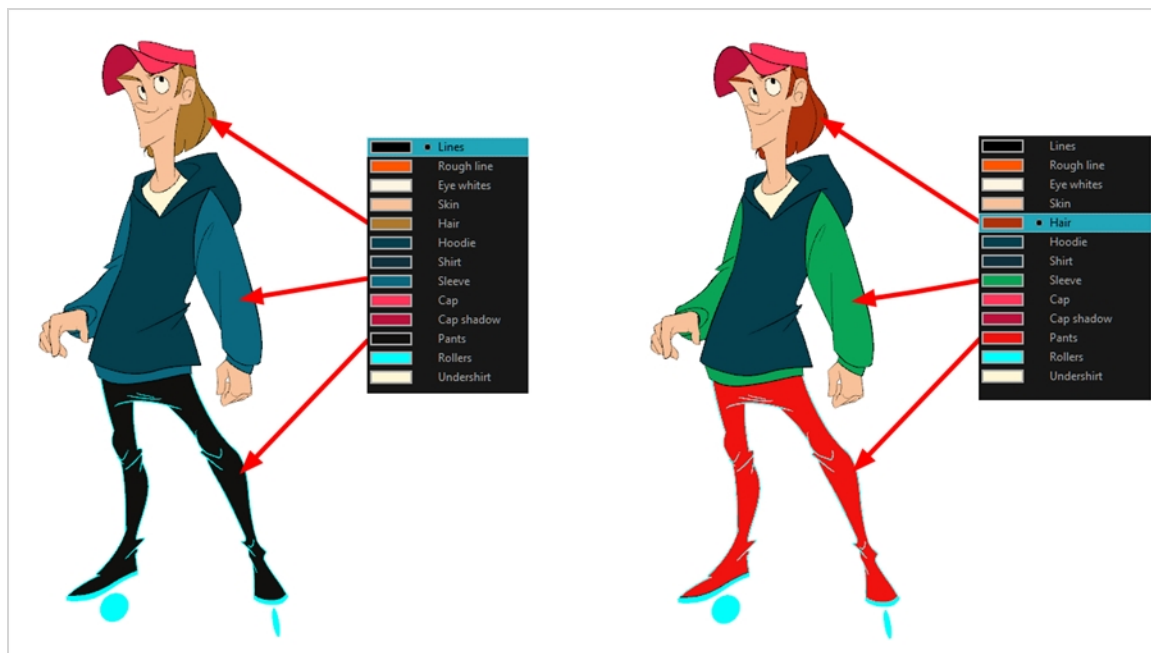 Lines
Rough line
Eye whites
Skin
Hair
Hoodie
Shirt
Sleeve
Cap
Cap shadow
Pants
Rollers
Undershirt
Lines
Rough line
Eye whites
Skin
Hair
Hoodie
Shirt
Sleeve
Cap
Cap shadow
Pants
Rollers
Undershirt